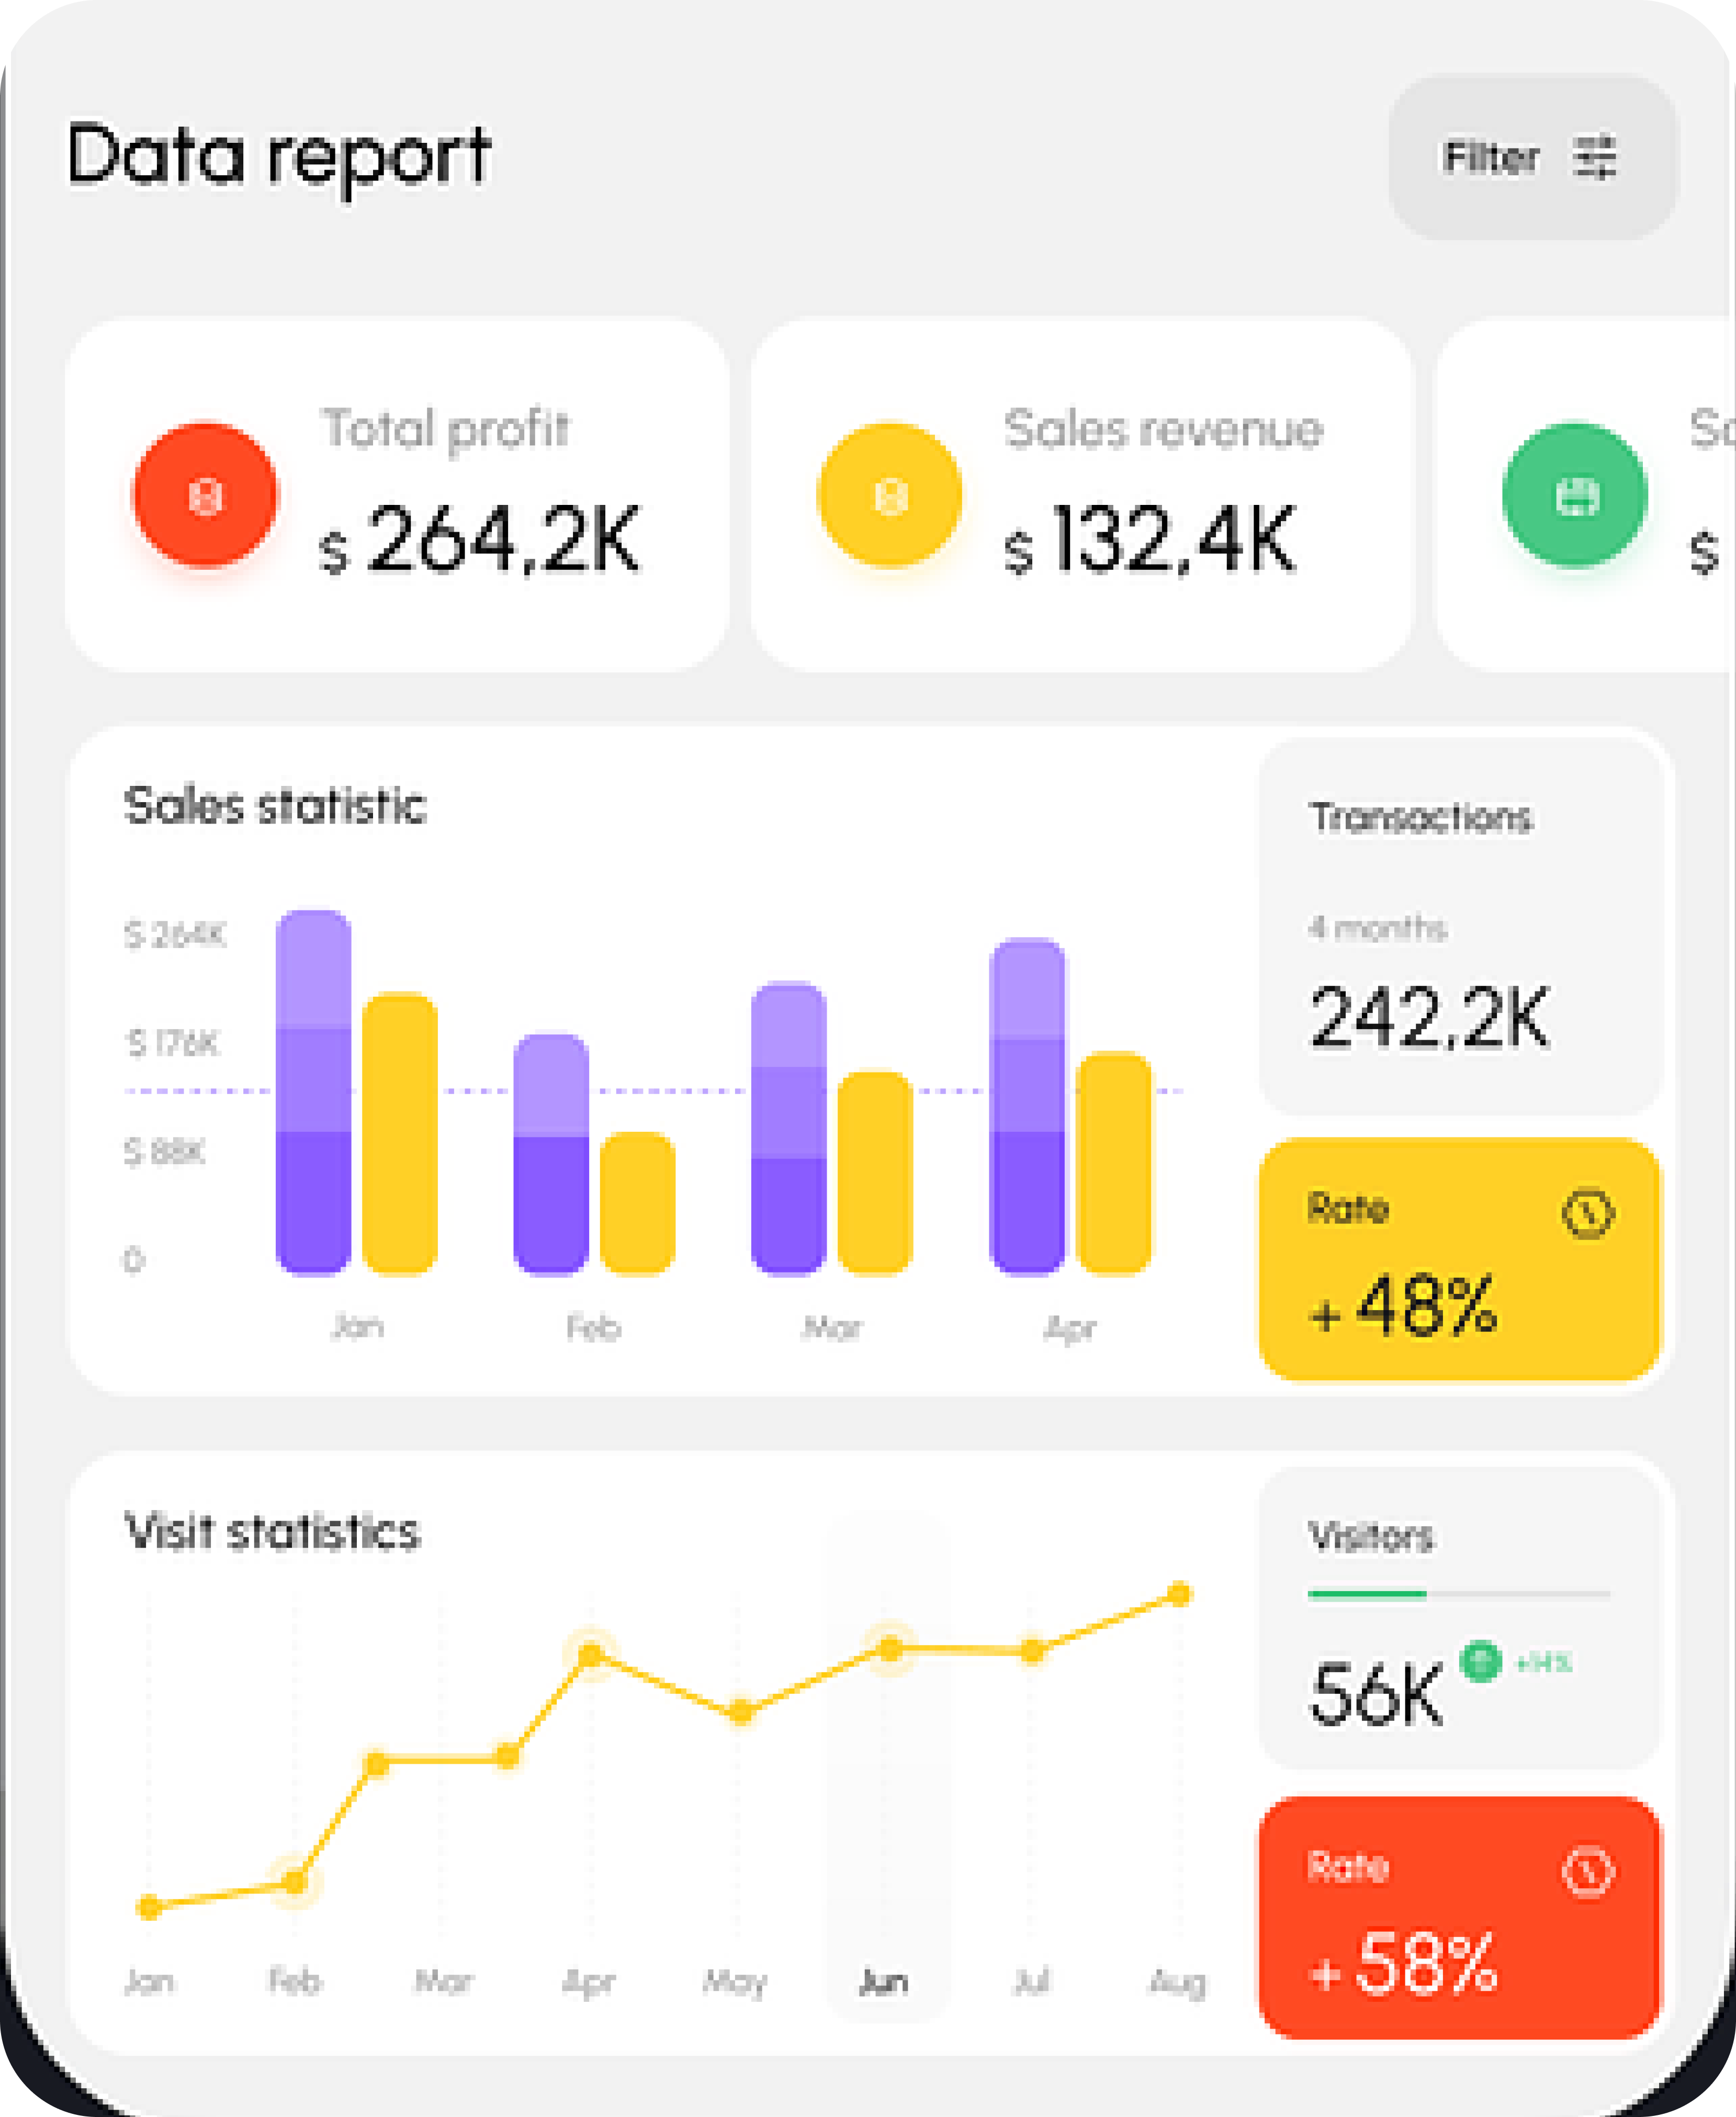 Data report
Filter
Total profit
$ 264,2K
Sales revenue
$ 132,4K
$
Sales statistic
$ 264K
$ 176K
$ 88K
0
Jan Feb Mar Apr
Transactions
4 months
242,2K
Rate
+ 48%
Visit statistics
Jan Feb Mar Apr May Jun Jul Aug
Visitors
56K +14%
Rate
+ 58%